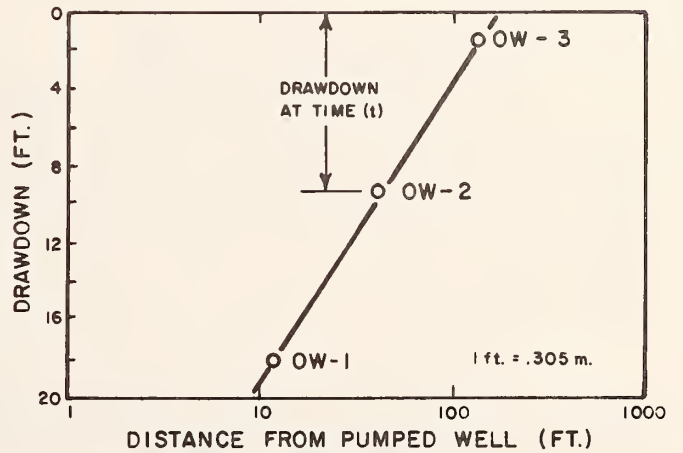 0
4
8
12
16
20
DRAWDOWN (FT.)
DRAWDOWN
AT TIME (t)
OW-3
OW-2
OW-1
1 ft. = .305 m.
1
10
100
1000
DISTANCE FROM PUMPED WELL (FT.)